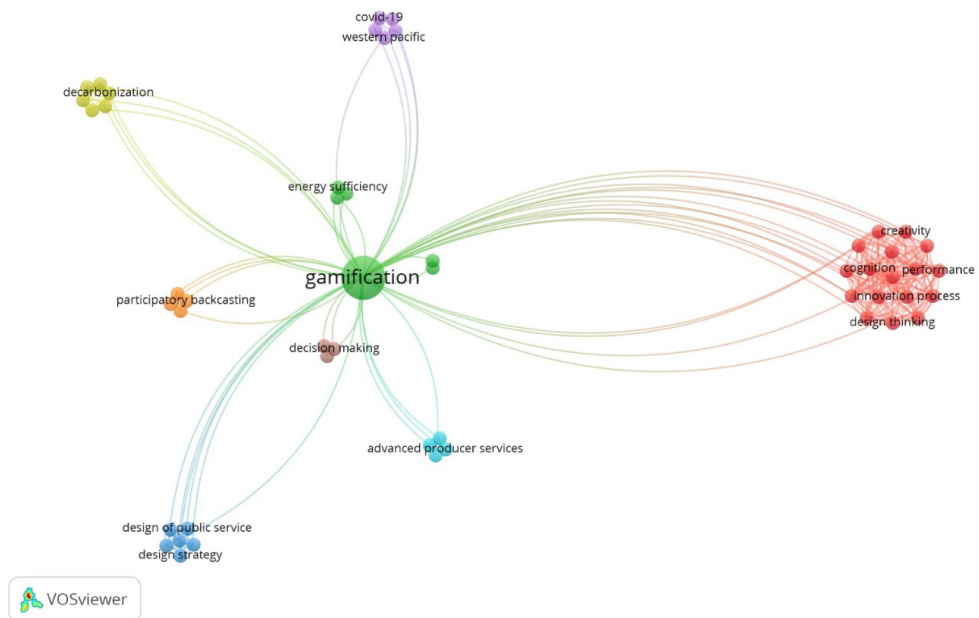 covid-19
western pacific
decarbonization
energy sufficiency
creativity
cognition
performance
gamification
participatory backcasting
innovation process
design thinking
decision making
advanced producer services
design of public service
design strategy
VOSviewer